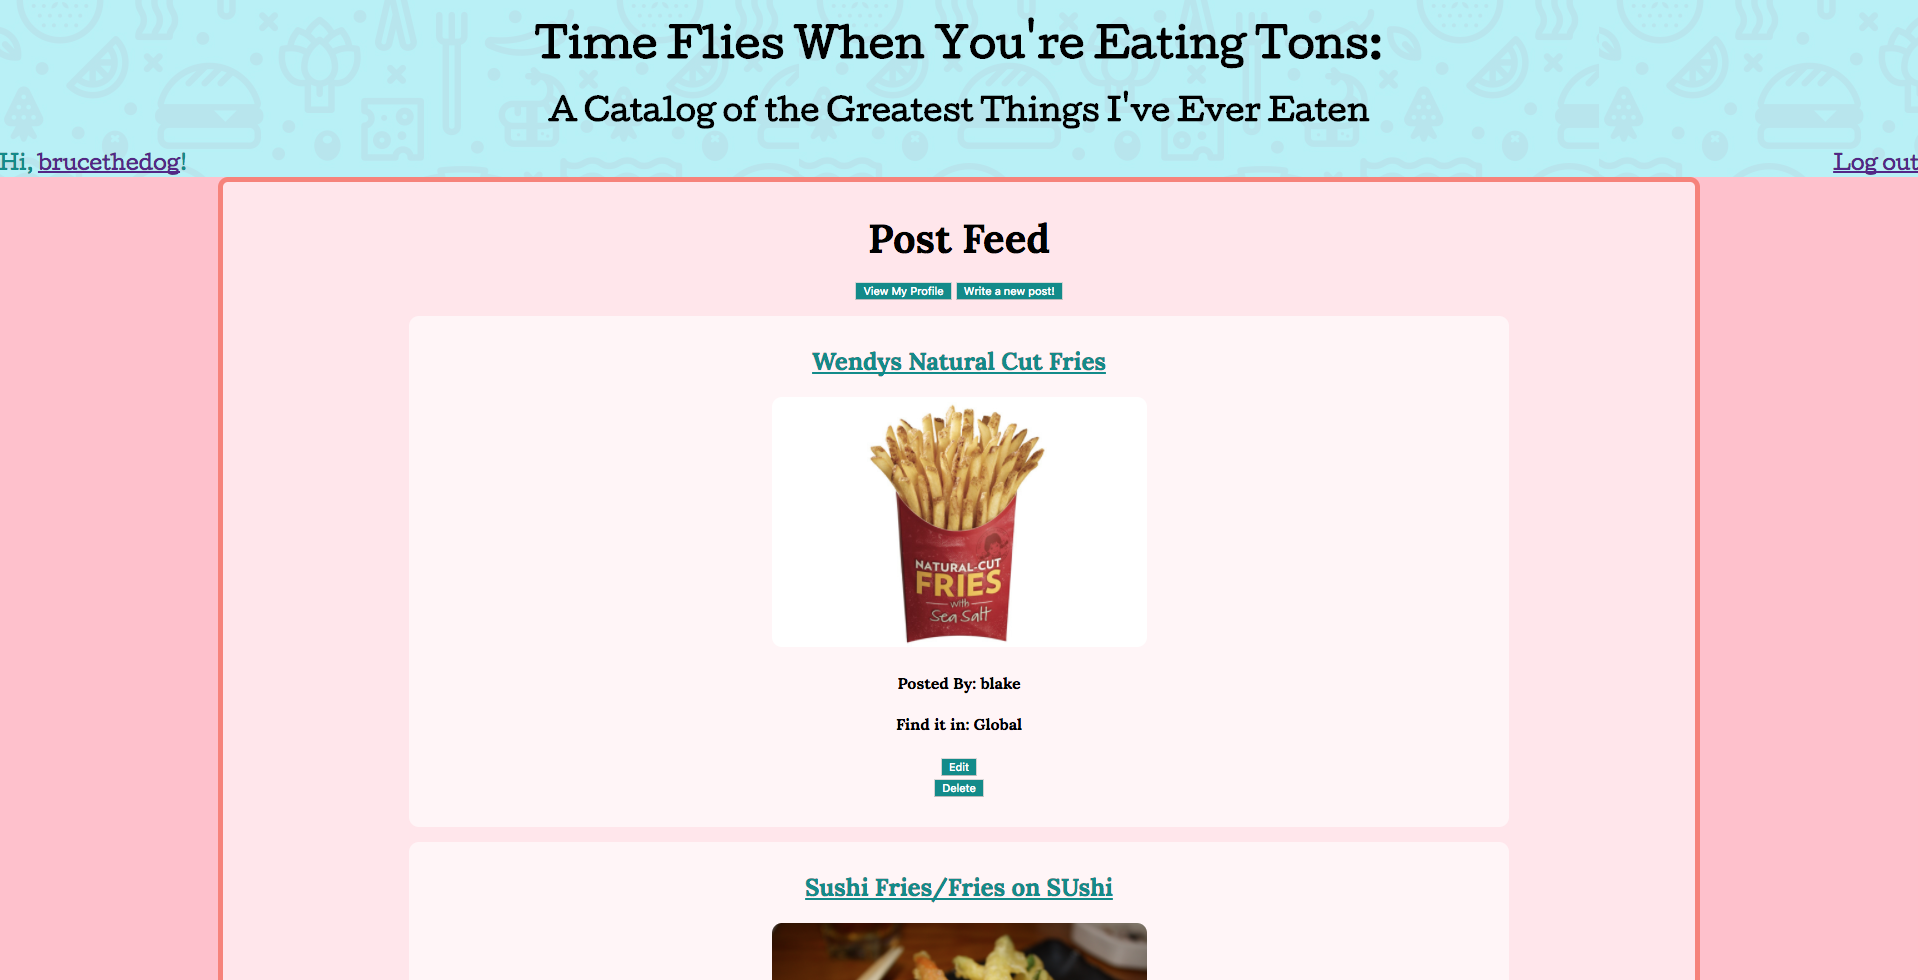 Time Flies When You're Eating Tons:
A Catalog of the Greatest Things I've Ever Eaten
Hi, brucethedog!
Log out
Post Feed
View My Profile
Write a new post!
Wendys Natural Cut Fries
NATURAL-CUT
FRIES
with
Sea Salt
Posted By: blake
Find it in: Global
Edit
Delete
Sushi Fries/Fries on SUshi